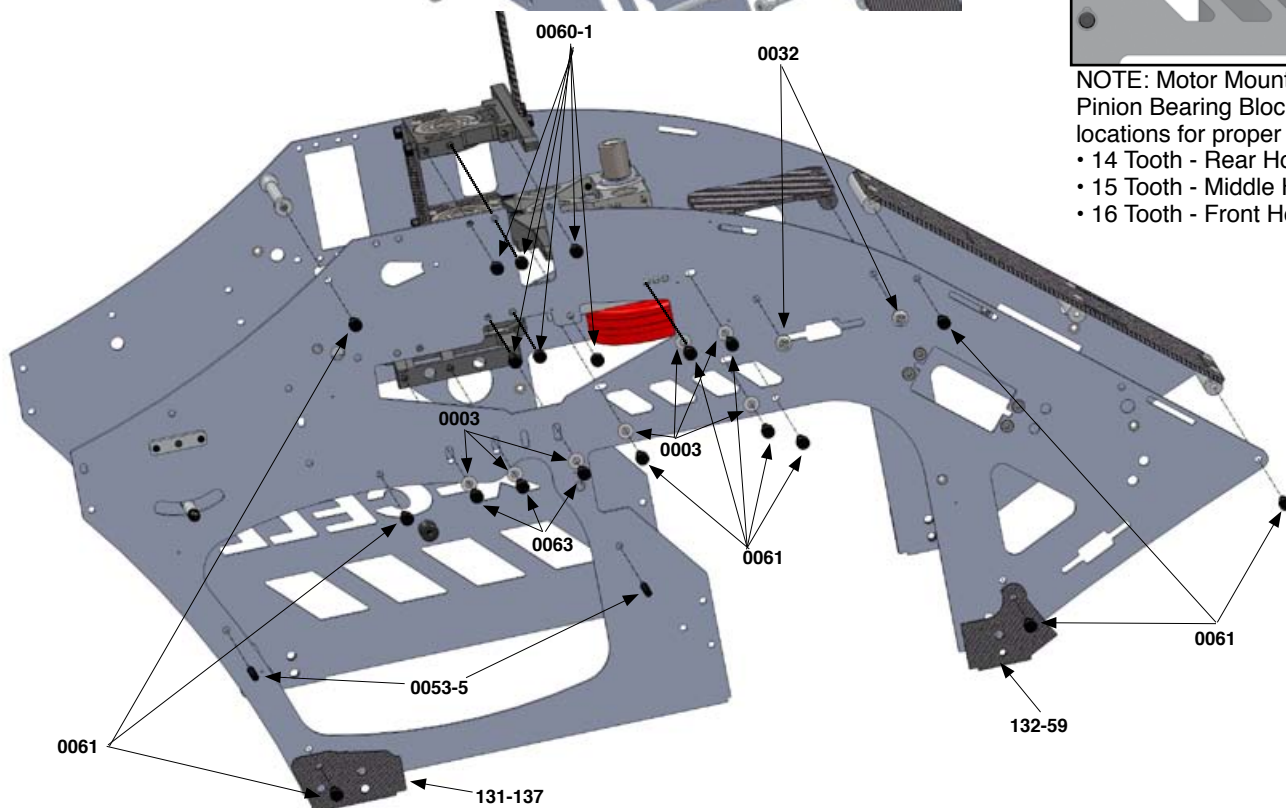 0060-1
0032
NOTE: Motor Mount
Pinion Bearing Bloc
locations for proper
• 14 Tooth - Rear Ho
• 15 Tooth - Middle
• 16 Tooth - Front Ho
0003
0003
0063
0061
0061
0053-5
132-59
0061
131-137